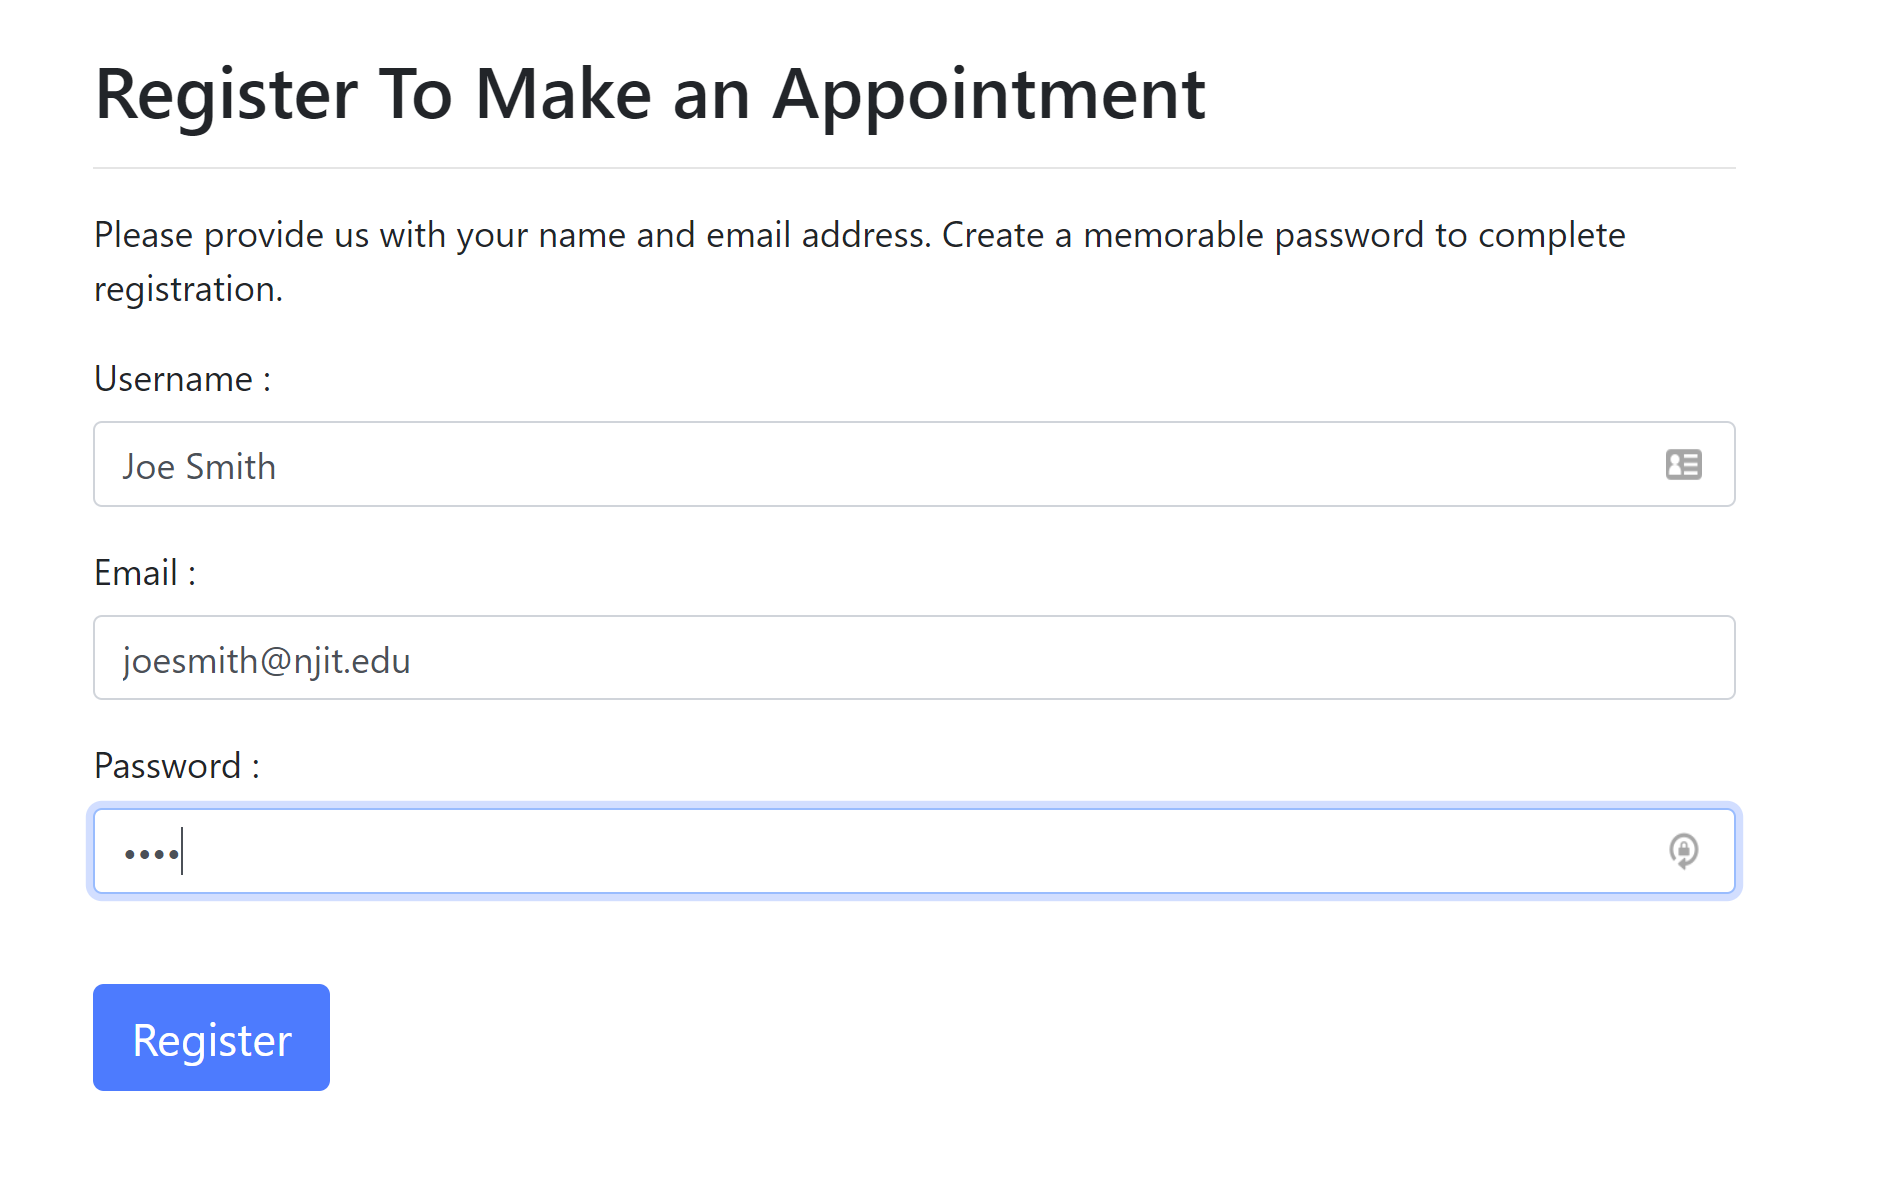 Register To Make an Appointment
Please provide us with your name and email address. Create a memorable password to complete
registration.
Username :
Joe Smith
Email :
joesmith@njit.edu
Password :
••••
Register